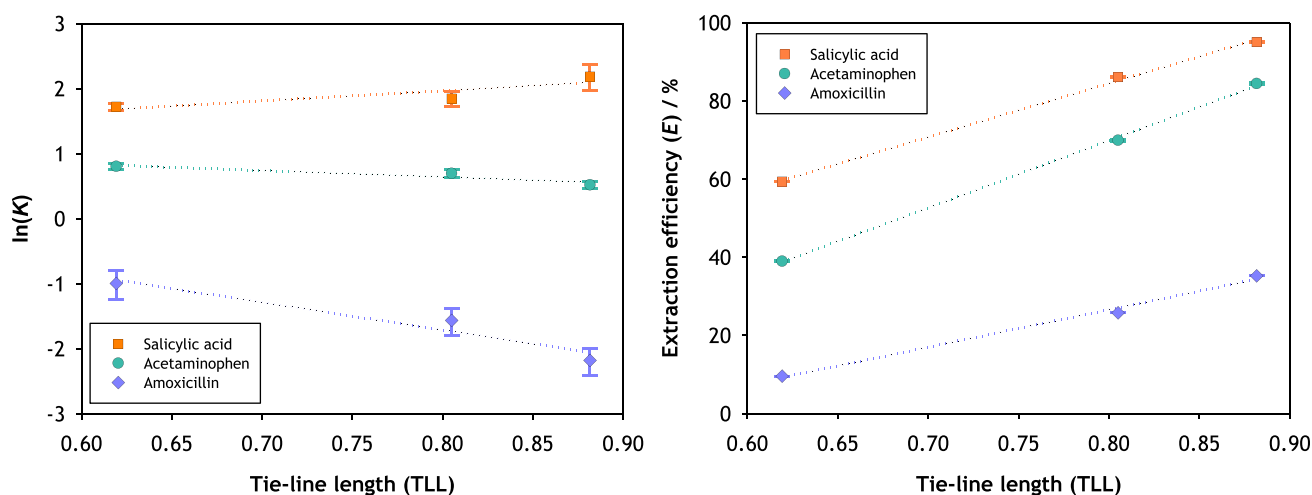 3
2
1
0
-1
-2
-3
ln(K)
Salicylic acid
Acetaminophen
Amoxicillin
0.60 0.65 0.70 0.75 0.80 0.85 0.90
Tie-line length (TLL)
100
80
60
40
20
0
Extraction efficiency (E) / %
Salicylic acid
Acetaminophen
Amoxicillin
0.60 0.65 0.70 0.75 0.80 0.85 0.90
Tie-line length (TLL)